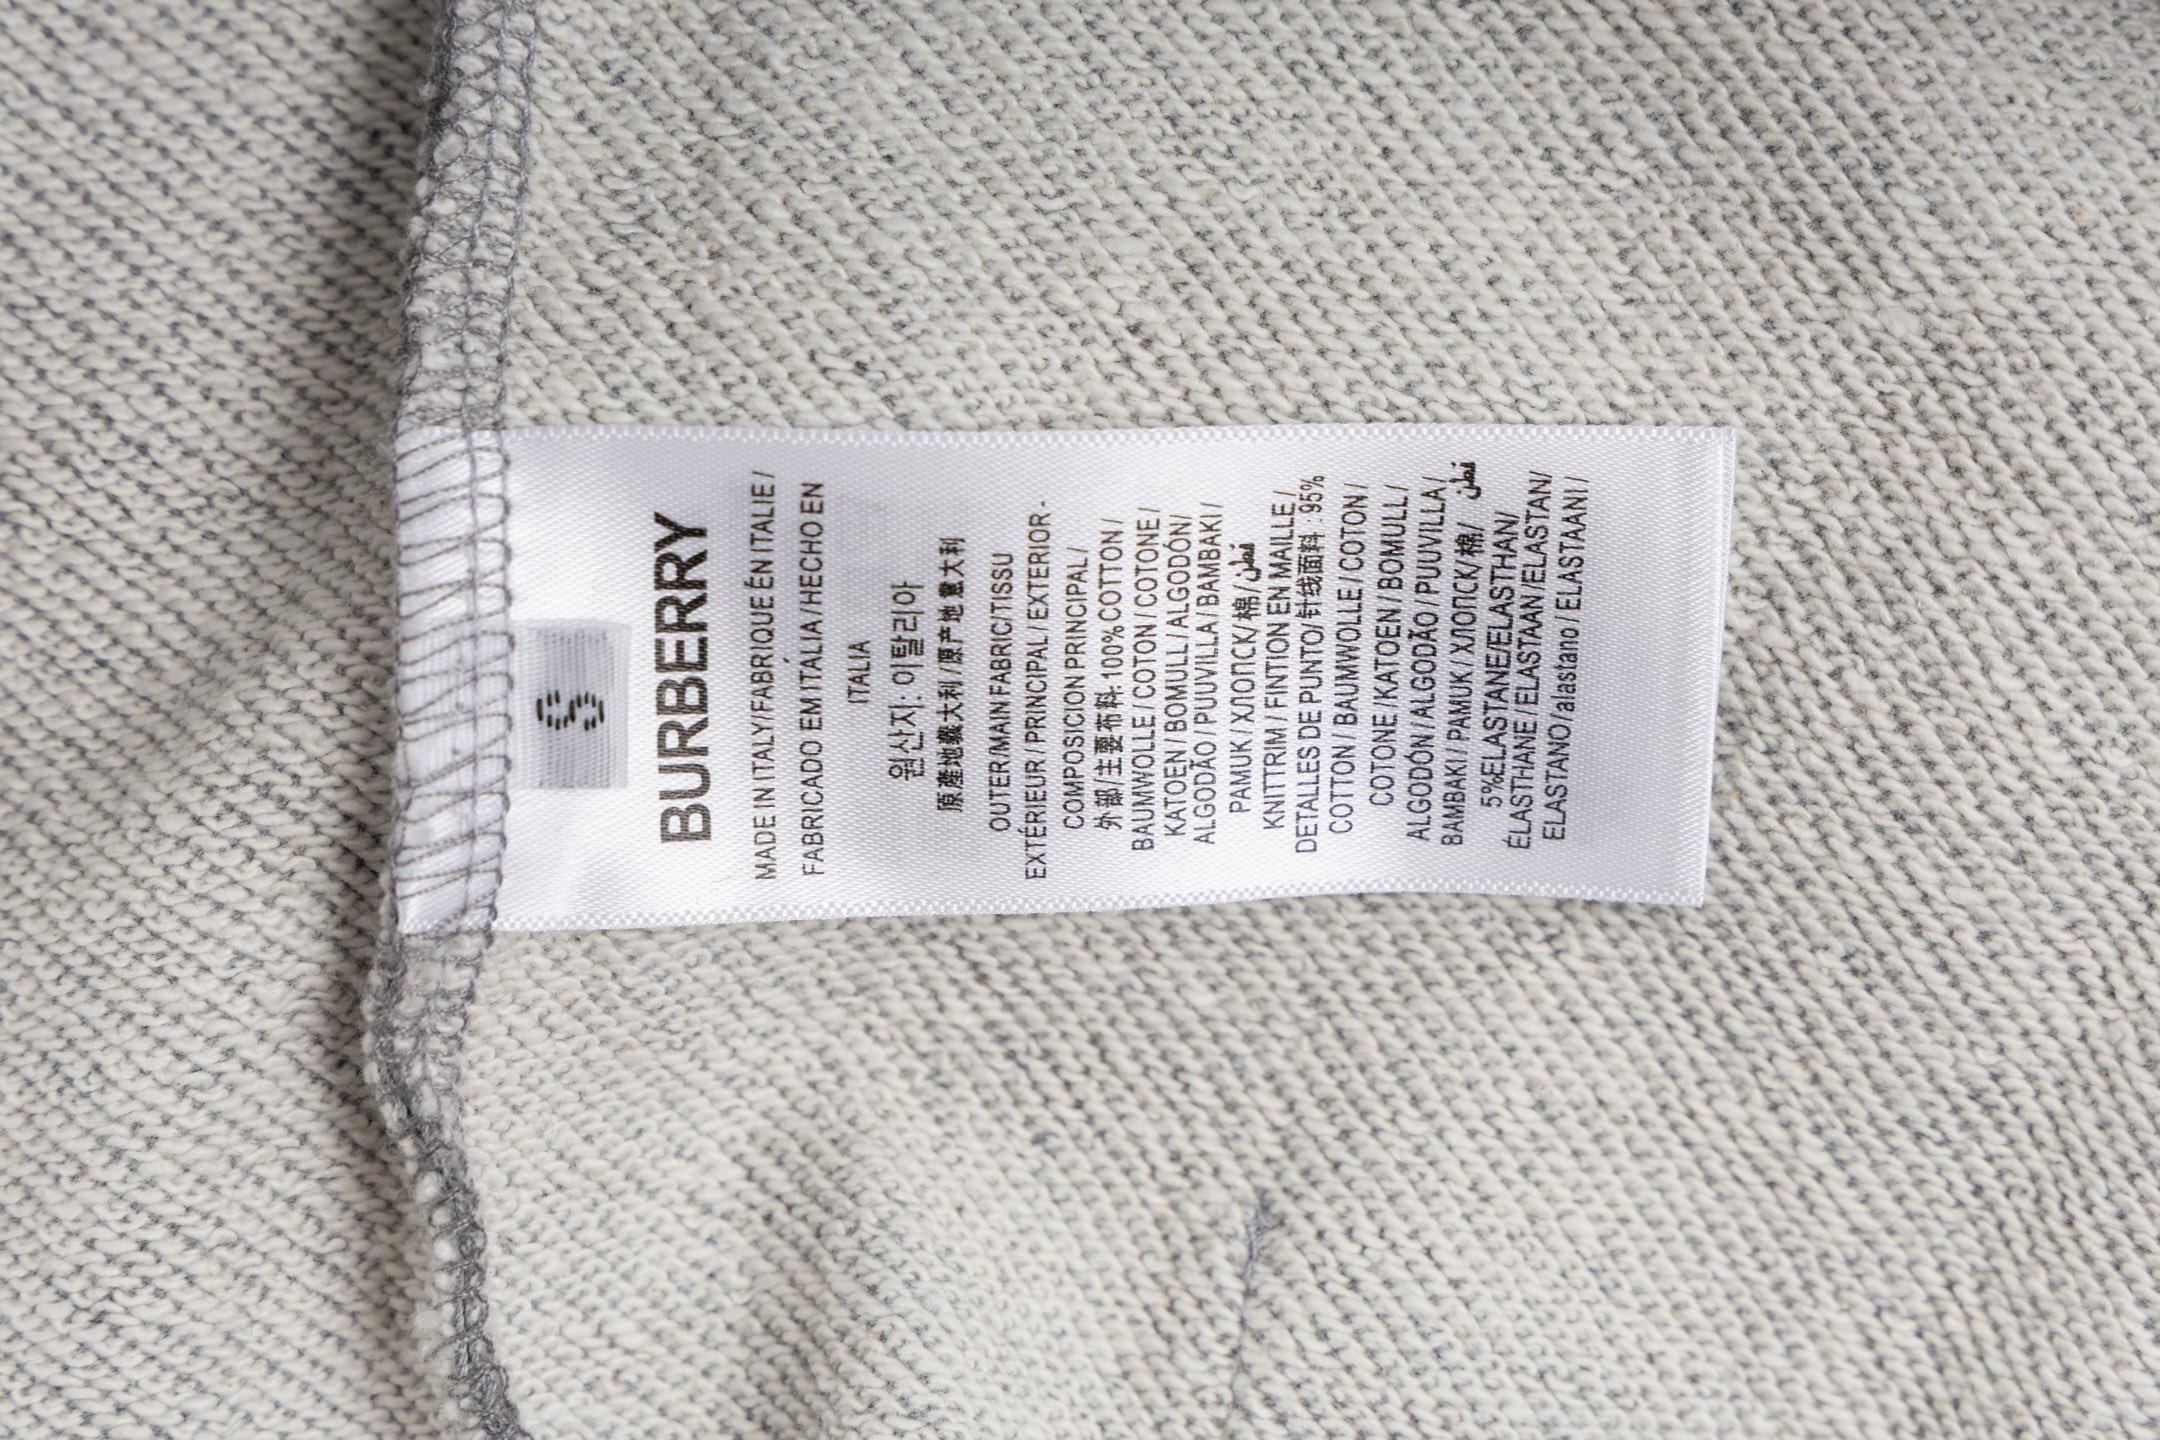 S
BURBERRY
MADE IN ITALY/FABRIQUE ÉN ITALIE /
FABRICADO EM ITÁLIA / HECHO EN
ITALIA
원산지: 이탈리아
原產地義大利/原产地 意大利
OUTER/MAIN FABRIC/TISSU
EXTÉRIEUR / PRINCIPAL / EXTERIOR -
COMPOSICION PRINCIPAL /
外部/主要布料 100% COTTON /
BAUMWOLLE / COTON / COTONE /
KATOEN / BOMULL / ALGODÓN/
ALGODÃO / PUUVILLA / BAMBAKI /
PAMUK / ХЛОПСК/棉/قطن
KNITTRIM / FINTION EN MAILLE /
DETALLES DE PUNTO/针线面料 :95%
COTTON / BAUMWOLLE / COTON /
COTONE / KATOEN / BOMULL /
ALGODÓN / ALGODÃO / PUUVILLA /
BAMBAKI / PAMUK / ХЛОПСК/棉/ قطن
5%ELASTANE/ELASTHAN/
ÉLASTHANE / ELASTAAN /ELASTAN/
ELASTANO/alastano / ELASTAANI /